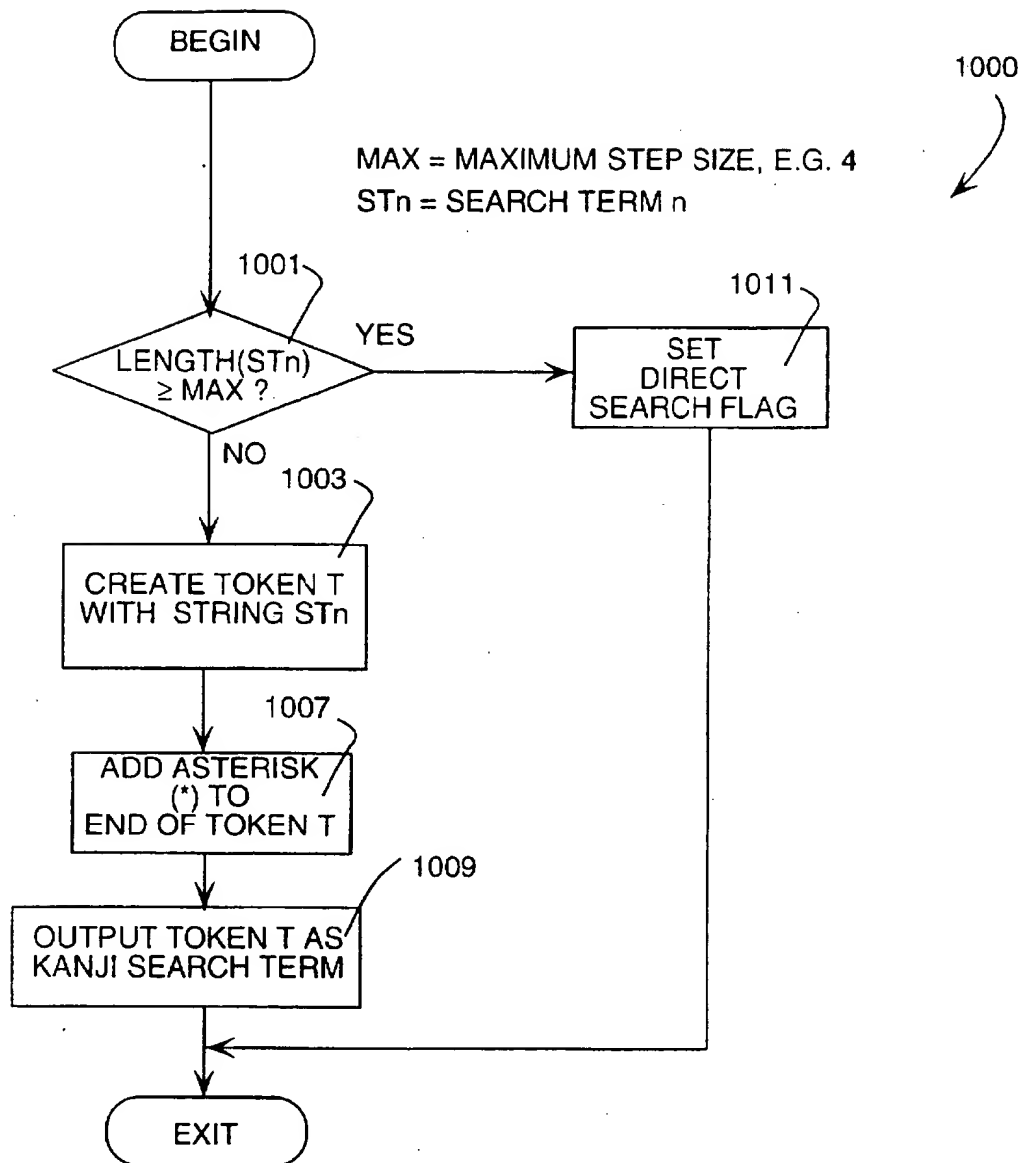 BEGIN
1000
MAX = MAXIMUM STEP SIZE, E.G. 4
STn = SEARCH TERM n
1001
1011
YES
LENGTH(STn)
≥ MAX ?
SET
DIRECT
SEARCH FLAG
NO
1003
CREATE TOKEN T
WITH STRING STn
1007
ADD ASTERISK
(*) TO
END OF TOKEN T
1009
OUTPUT TOKEN T AS
KANJI SEARCH TERM
EXIT